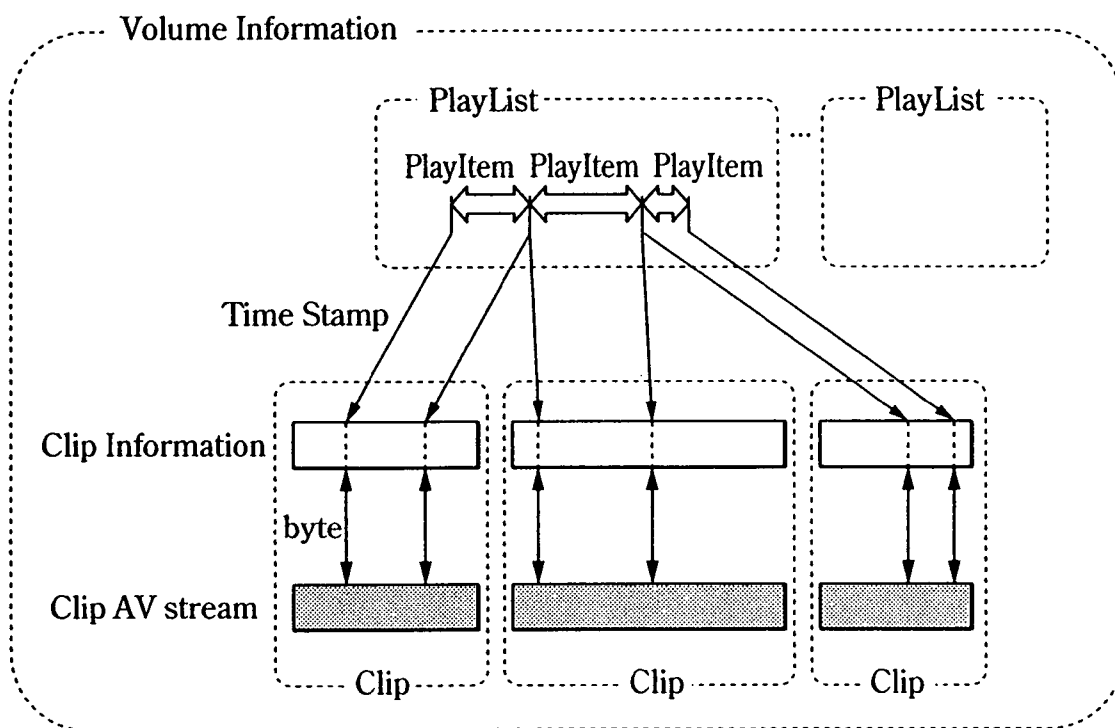 Volume Information
PlayList
...
PlayList
PlayItem PlayItem PlayItem
Time Stamp
Clip Information
byte
Clip AV stream
Clip
Clip
Clip